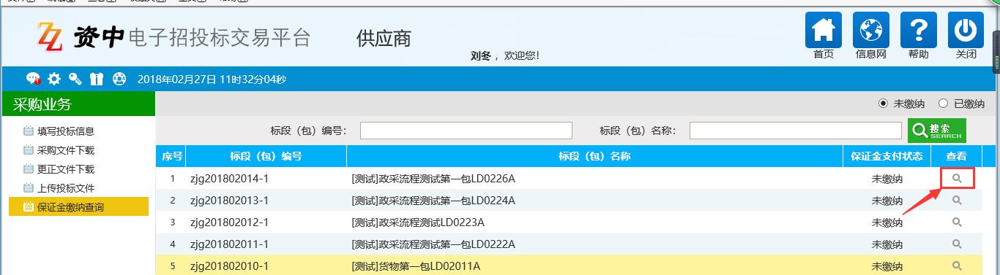 资中 电子招投标交易平台 供应商
刘冬 ，欢迎您！
首页 信息网 帮助 关闭
2018年02月27日 11时32分04秒
采购业务
未缴纳 已缴纳
填写投标信息
采购文件下载
更正文件下载
上传投标文件
保证金缴纳查询
标段（包）编号： 标段（包）名称： 搜索 SEARCH
序号 标段（包）编号 标段（包）名称 保证金支付状态 查看
1 zjg201802014-1 [测试]政采流程测试第一包LD0226A 未缴纳
2 zjg201802013-1 [测试]政采流程测试第一包LD0224A 未缴纳
3 zjg201802012-1 [测试]政采流程测试LD0223A 未缴纳
4 zjg201802011-1 [测试]政采流程测试第一包LD0222A 未缴纳
5 zjg201802010-1 [测试]货物第一包LD02011A 未缴纳